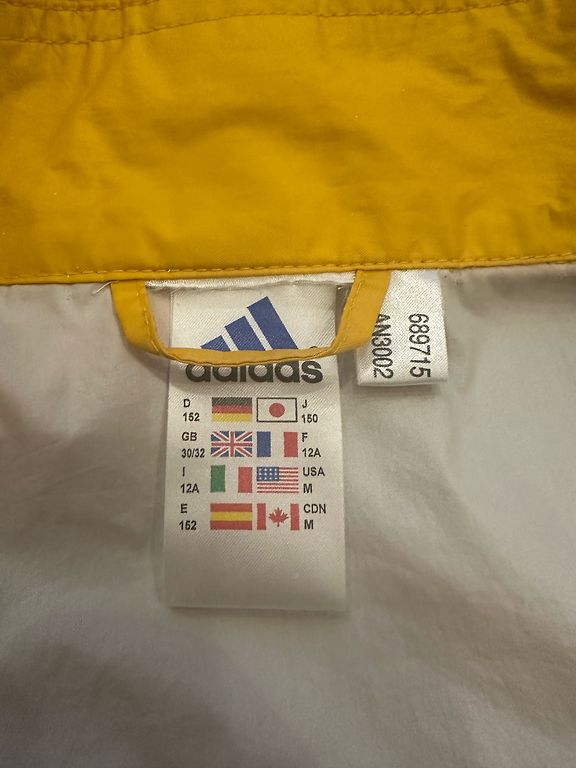 adidas
D
152
J
150
GB
30/32
F
12A
I
12A
USA
M
E
152
CDN
M
689715
AN3002